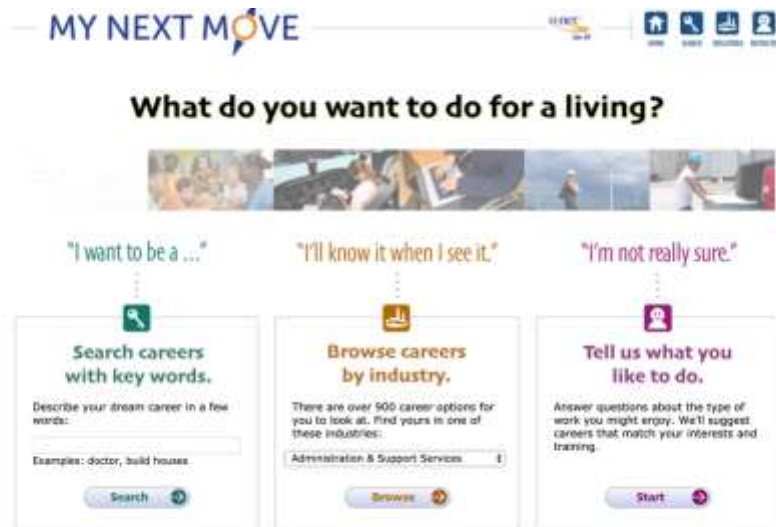 MY NEXT MOVE
What do you want to do for a living?
"I want to be a ..."
"I'll know it when I see it."
"I'm not really sure."
Search careers
with key words.
Describe your dream career in a few
words:
Examples: doctor, build houses
Search
Browse careers
by industry.
There are over 900 career options for
you to look at. Find yours in one of
these industries:
Administration & Support Services
Browse
Tell us what you
like to do.
Answer questions about the type of
work you might enjoy. We'll suggest
careers that match your interests and
training.
Start